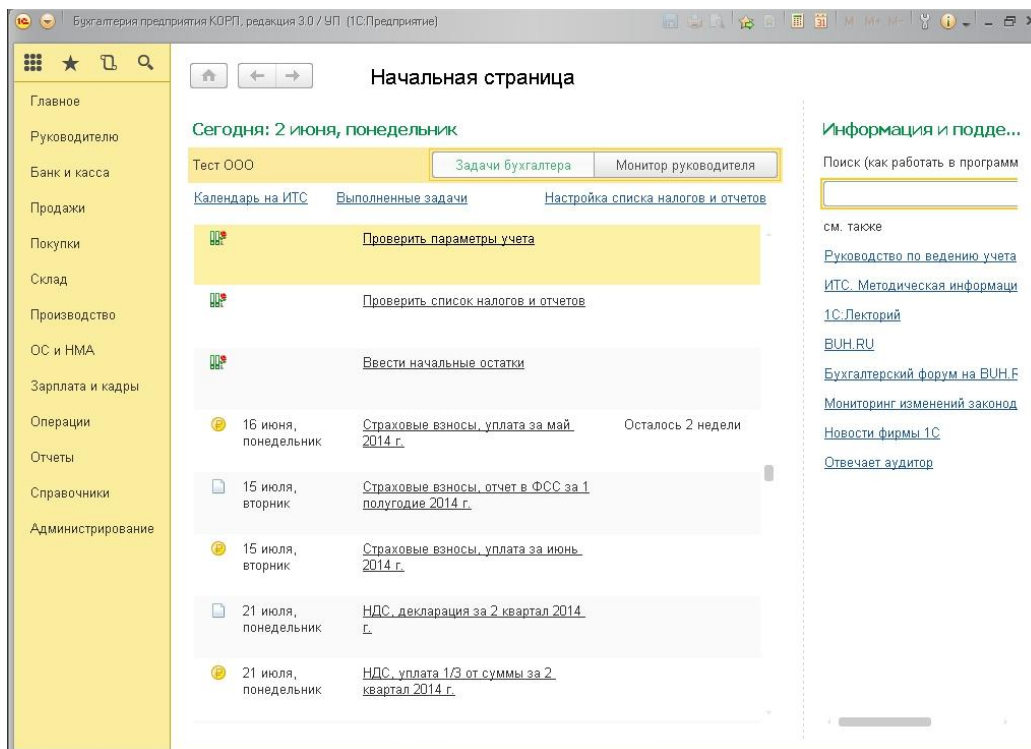 Бухгалтерия предприятия КОРП, редакция 3.0 / УП (1С:Предприятие)
M M+ M-
Главное
Руководителю
Банк и касса
Продажи
Покупки
Склад
Производство
ОС и НМА
Зарплата и кадры
Операции
Отчеты
Справочники
Администрирование
Начальная страница
Сегодня: 2 июня, понедельник
Тест ООО
Задачи бухгалтера
Монитор руководителя
Календарь на ИТС
Выполненные задачи
Настройка списка налогов и отчетов
Проверить параметры учета
Проверить список налогов и отчетов
Ввести начальные остатки
16 июня,
понедельник
Страховые взносы, уплата за май
2014 г.
Осталось 2 недели
15 июля,
вторник
Страховые взносы, отчет в ФСС за 1
полугодие 2014 г.
15 июля,
вторник
Страховые взносы, уплата за июнь
2014 г.
21 июля,
понедельник
НДС, декларация за 2 квартал 2014
г.
21 июля,
понедельник
НДС, уплата 1/3 от суммы за 2
квартал 2014 г.
Информация и подде...
Поиск (как работать в программ
см. также
Руководство по ведению учета
ИТС. Методическая информаци
1С:Лекторий
BUH.RU
Бухгалтерский форум на BUH.R
Мониторинг изменений законод
Новости фирмы 1С
Отвечает аудитор